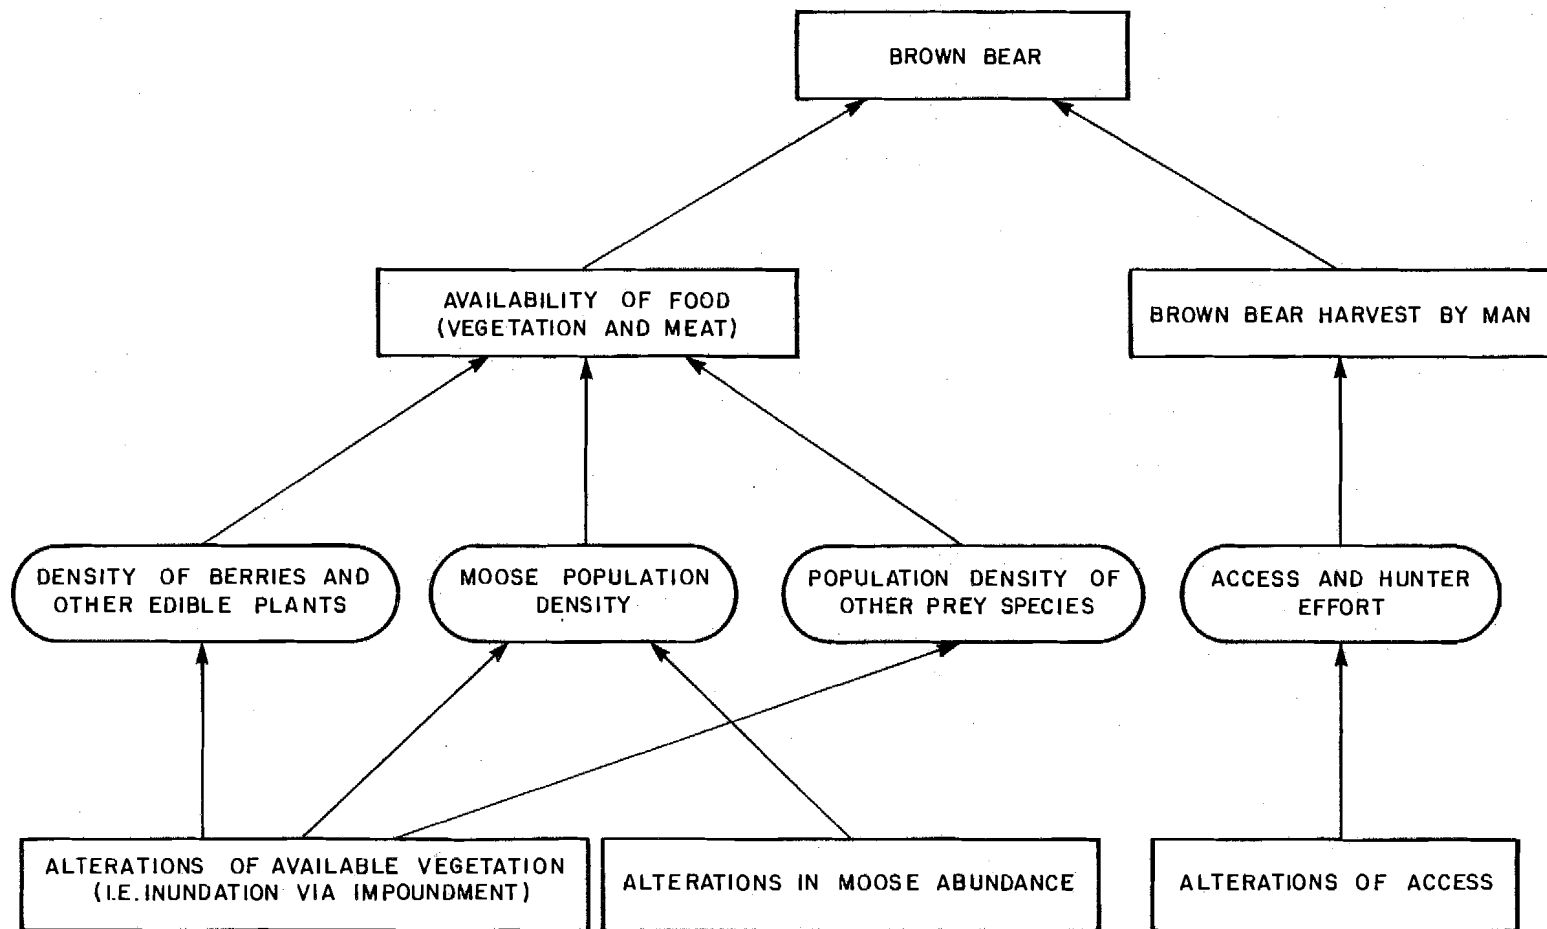 BROWN BEAR
AVAILABILITY OF FOOD
(VEGETATION AND MEAT)
BROWN BEAR HARVEST BY MAN
DENSITY OF BERRIES AND
OTHER EDIBLE PLANTS
MOOSE POPULATION
DENSITY
POPULATION DENSITY OF
OTHER PREY SPECIES
ACCESS AND HUNTER
EFFORT
ALTERATIONS OF AVAILABLE VEGETATION
(I.E. INUNDATION VIA IMPOUNDMENT)
ALTERATIONS IN MOOSE ABUNDANCE
ALTERATIONS OF ACCESS